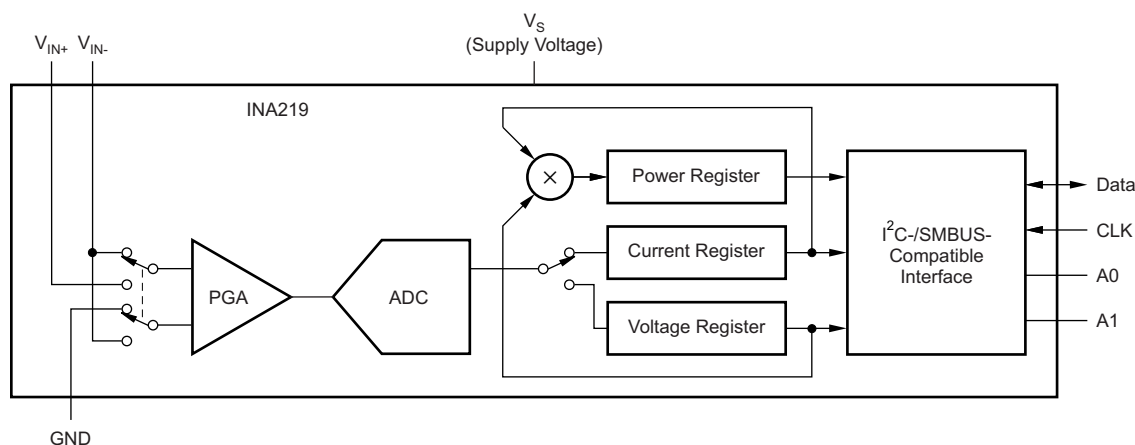 V_S
(Supply Voltage)
V_IN+ V_IN-
INA219
×
Power Register
Current Register
Voltage Register
PGA
ADC
I²C-/SMBUS-
Compatible
Interface
Data
CLK
A0
A1
GND